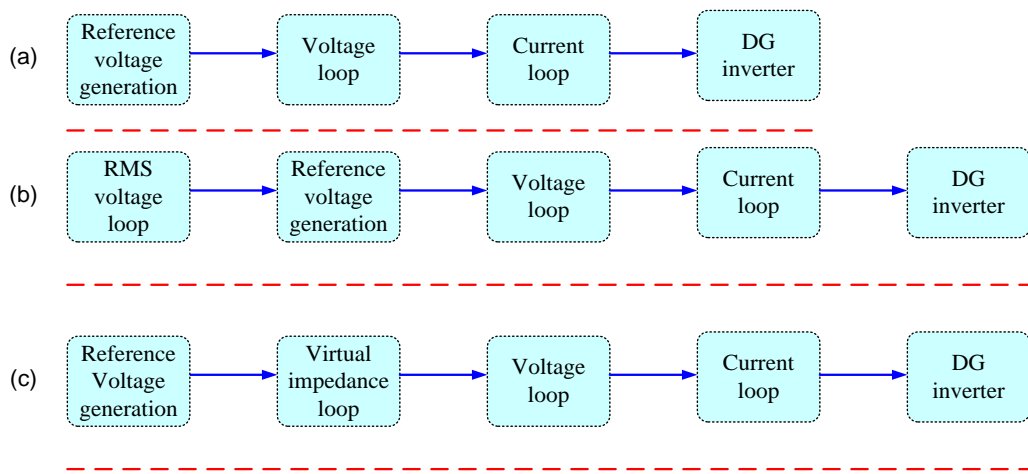 (a)
Reference
voltage
generation
Voltage
loop
Current
loop
DG
inverter
(b)
RMS
voltage
loop
Reference
voltage
generation
Voltage
loop
Current
loop
DG
inverter
(c)
Reference
Voltage
generation
Virtual
impedance
loop
Voltage
loop
Current
loop
DG
inverter